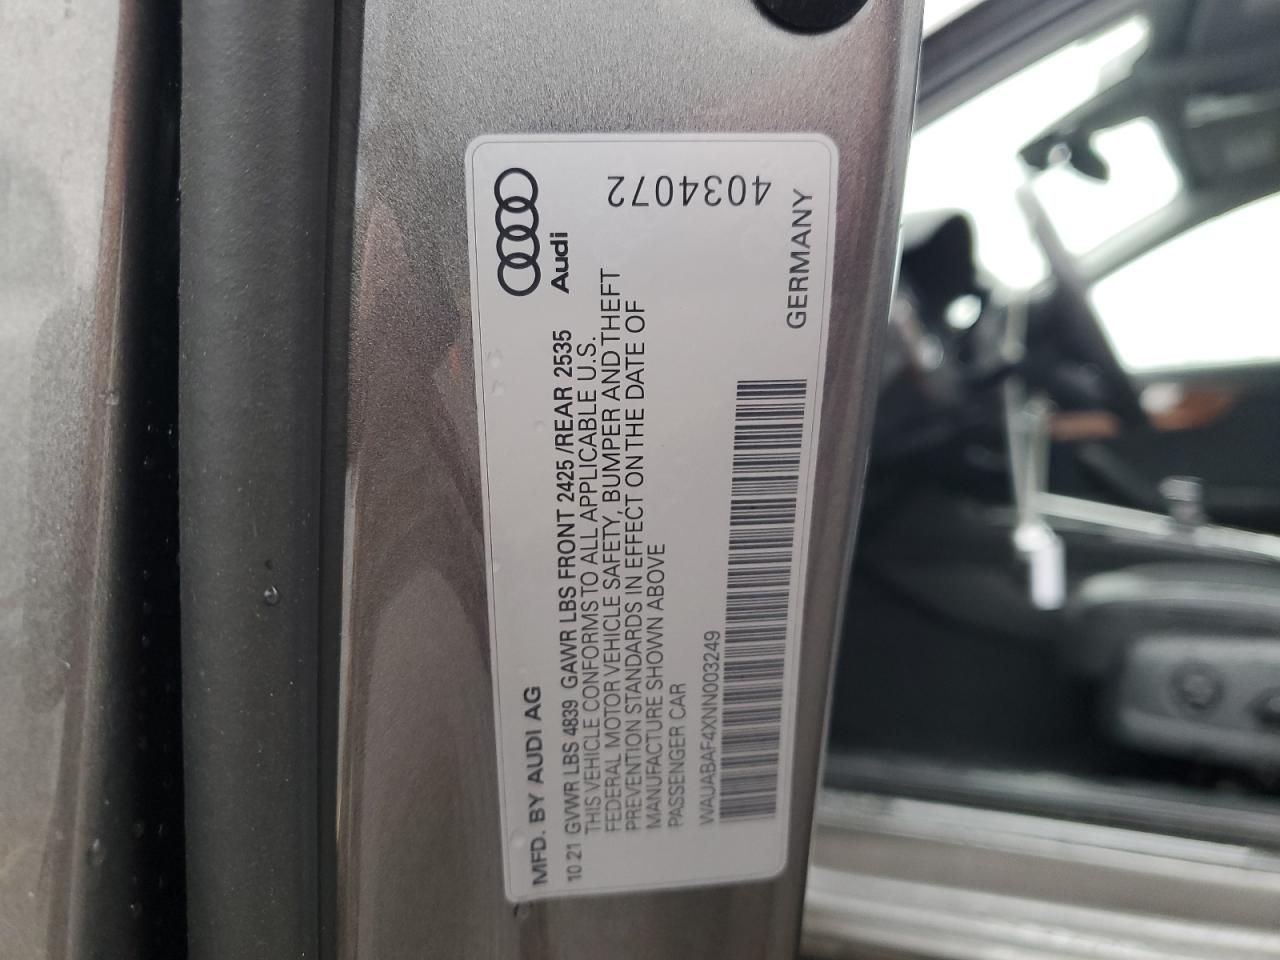 MFD. BY AUDI AG
10 21 GVWR LBS 4839 GAWR LBS FRONT 2425 /REAR 2535
THIS VEHICLE CONFORMS TO ALL APPLICABLE U.S.
FEDERAL MOTOR VEHICLE SAFETY, BUMPER AND THEFT
PREVENTION STANDARDS IN EFFECT ON THE DATE OF
MANUFACTURE SHOWN ABOVE
PASSENGER CAR
WAUABAF4XNN003249
Audi
4034072
GERMANY